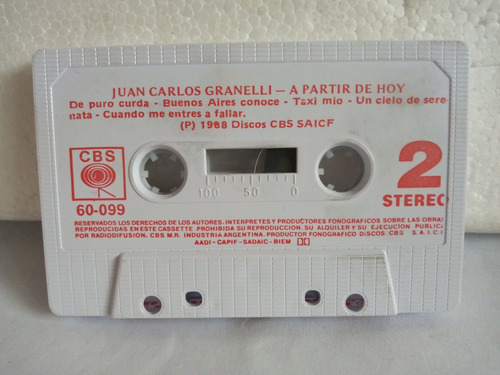 JUAN CARLOS GRANELLI — A PARTIR DE HOY
De puro curda - Buenos Aires conoce - Taxi mio - Un cielo de sere
nata - Cuando me entres a fallar.
(P) 1988 Discos CBS SAICF
CBS
60-099
100 50 0
2
STEREO
RESERVADOS LOS DERECHOS DE LOS AUTORES, INTERPRETES Y PRODUCTORES FONOGRAFICOS SOBRE LAS OBRAS
REPRODUCIDAS EN ESTE CASSETTE PROHIBIDA SU REPRODUCCION, SU ALQUILER Y SU EJECUCION PUBLICA
POR RADIODIFUSION. CBS M.R. INDUSTRIA ARGENTINA. PRODUCTOR FONOGRAFICO DISCOS CBS S.A.I.C.F
AADI - CAPIF - SADAIC - BIEM